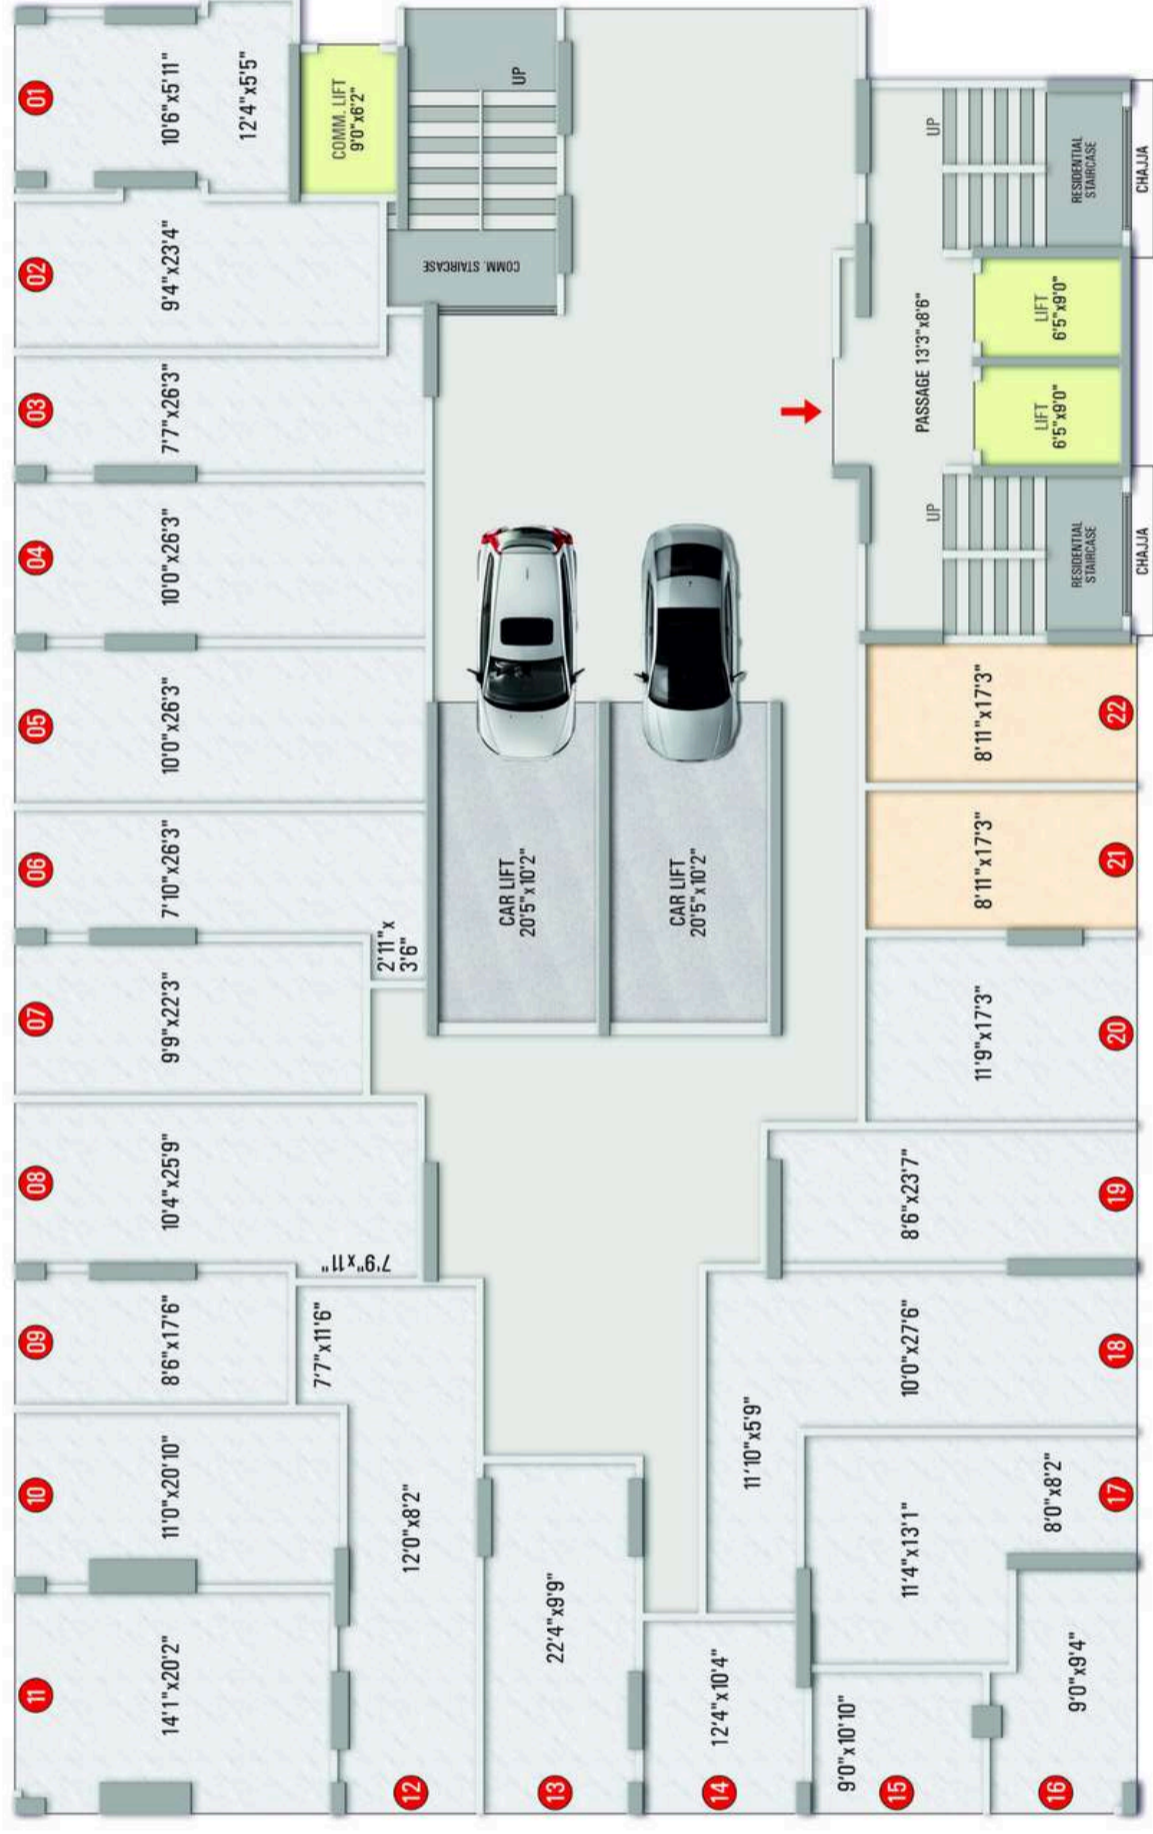 01
10'6"x5'11"
12'4"x5'5"
COMM. LIFT
9'0"x6'2"
UP
COMM. STAIRCASE
02
9'4"x23'4"
03
7'7"x26'3"
04
10'0"x26'3"
05
10'0"x26'3"
06
7'10"x26'3"
2'11"x
3'6"
07
9'9"x22'3"
08
10'4"x25'9"
7'9"x11"
09
8'6"x17'6"
7'7"x11'6"
10
11'0"x20'10"
11
14'1"x20'2"
12
12'0"x8'2"
13
22'4"x9'9"
14
12'4"x10'4"
15
9'0"x10'10"
16
9'0"x9'4"
17
11'4"x13'1"
8'0"x8'2"
18
10'0"x27'6"
11'10"x5'9"
19
8'6"x23'7"
20
11'9"x17'3"
21
8'11"x17'3"
22
8'11"x17'3"
CAR LIFT
20'5"x10'2"
CAR LIFT
20'5"x10'2"
PASSAGE 13'3"x8'6"
UP
RESIDENTIAL
STAIRCASE
CHAJJA
LIFT
6'5"x9'0"
LIFT
6'5"x9'0"
UP
RESIDENTIAL
STAIRCASE
CHAJJA